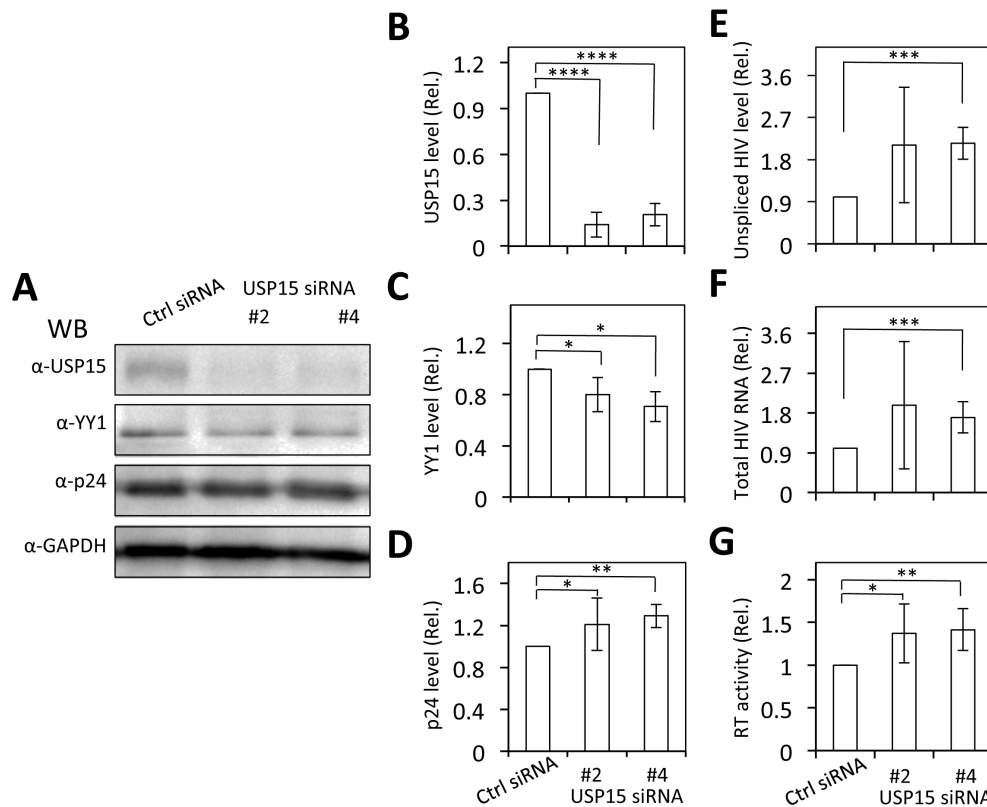 A
Ctrl siRNA
USP15 siRNA
WB
#2
#4
α-USP15
α-YY1
α-p24
α-GAPDH
B
USP15 level (Rel.)
1.2
0.9
0.6
0.3
0
****
****
C
YY1 level (Rel.)
1.2
0.8
0.4
0
*
*
D
p24 level (Rel.)
1.6
1.2
0.8
0.4
0
**
*
Ctrl siRNA
#2
#4
USP15 siRNA
E
Unspliced HIV level (Rel.)
3.6
2.7
1.8
0.9
0
***
F
Total HIV RNA (Rel.)
3.6
2.7
1.8
0.9
0
***
G
RT activity (Rel.)
2
1.5
1
0.5
0
**
*
Ctrl siRNA
#2
#4
USP15 siRNA